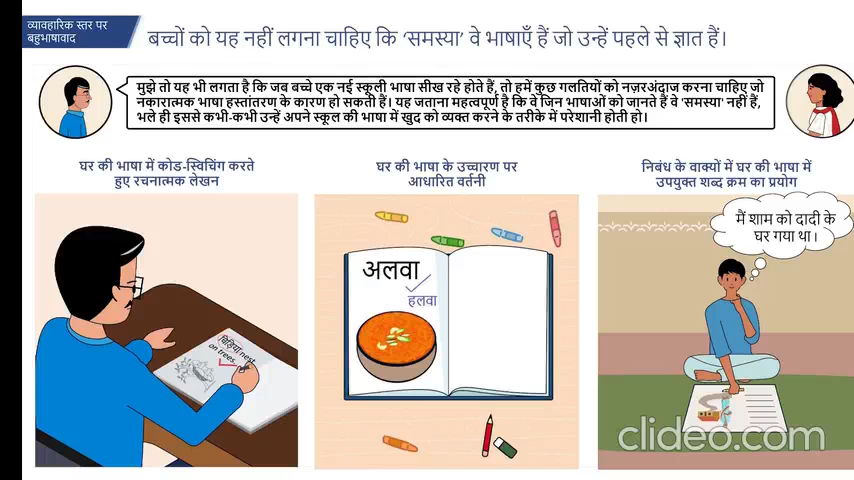 व्यावहारिक स्तर पर
बहुभाषावाद
बच्चों को यह नहीं लगना चाहिए कि ‘समस्या’ वे भाषाएँ हैं जो उन्हें पहले से ज्ञात हैं।
मुझे तो यह भी लगता है कि जब बच्चे एक नई स्कूली भाषा सीख रहे होते हैं, तो हमें कुछ गलतियों को नज़रअंदाज करना चाहिए जो
नकारात्मक भाषा हस्तांतरण के कारण हो सकती हैं। यह जताना महत्वपूर्ण है कि वे जिन भाषाओं को जानते हैं वे 'समस्या' नहीं हैं,
भले ही इससे कभी-कभी उन्हें अपने स्कूल की भाषा में खुद को व्यक्त करने के तरीके में परेशानी होती हो।
घर की भाषा में कोड-स्विचिंग करते
हुए रचनात्मक लेखन
घर की भाषा के उच्चारण पर
आधारित वर्तनी
निबंध के वाक्यों में घर की भाषा में
उपयुक्त शब्द क्रम का प्रयोग
चिड़ियां nest
on trees.
अलवा
हलवा
मैं शाम को दादी के
घर गया था।
clideo.com